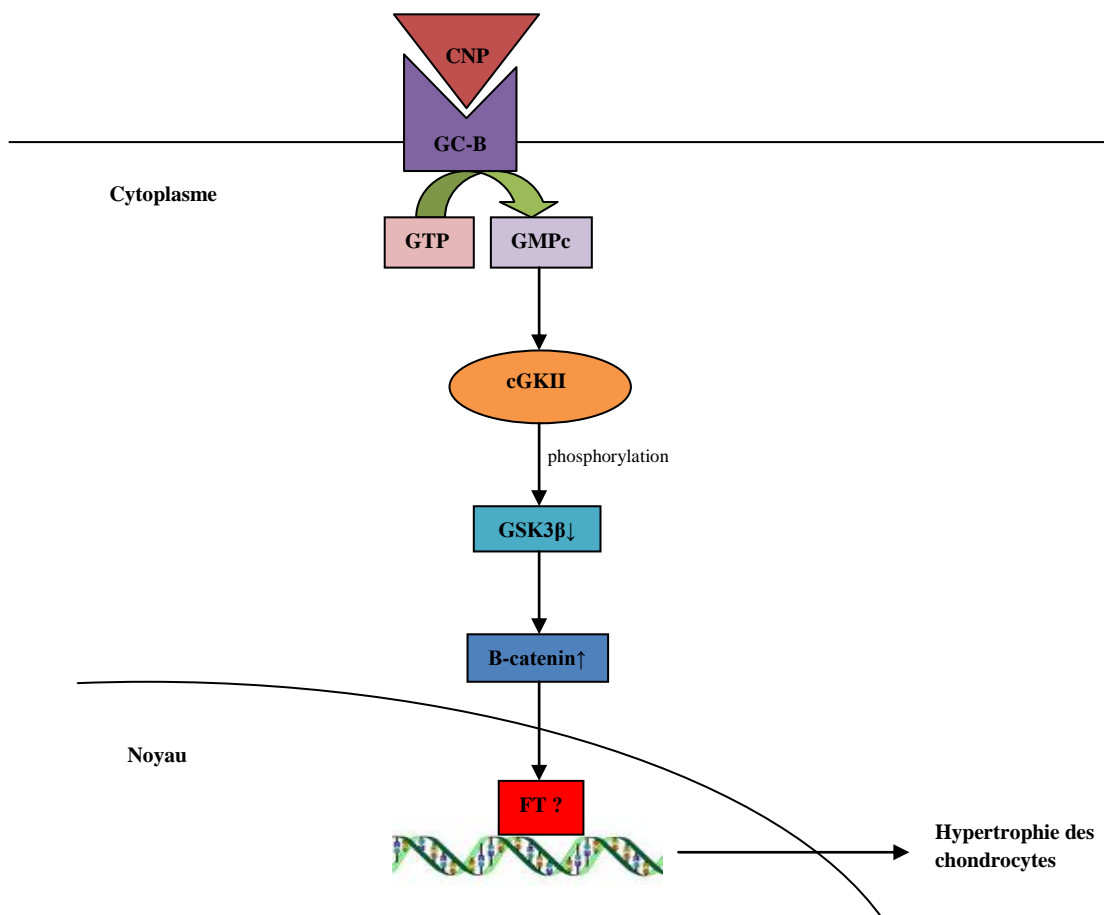 CNP
GC-B
Cytoplasme
GTP
GMPc
cGKII
phosphorylation
GSK3β↓
B-catenin↑
Noyau
FT ?
Hypertrophie des
chondrocytes